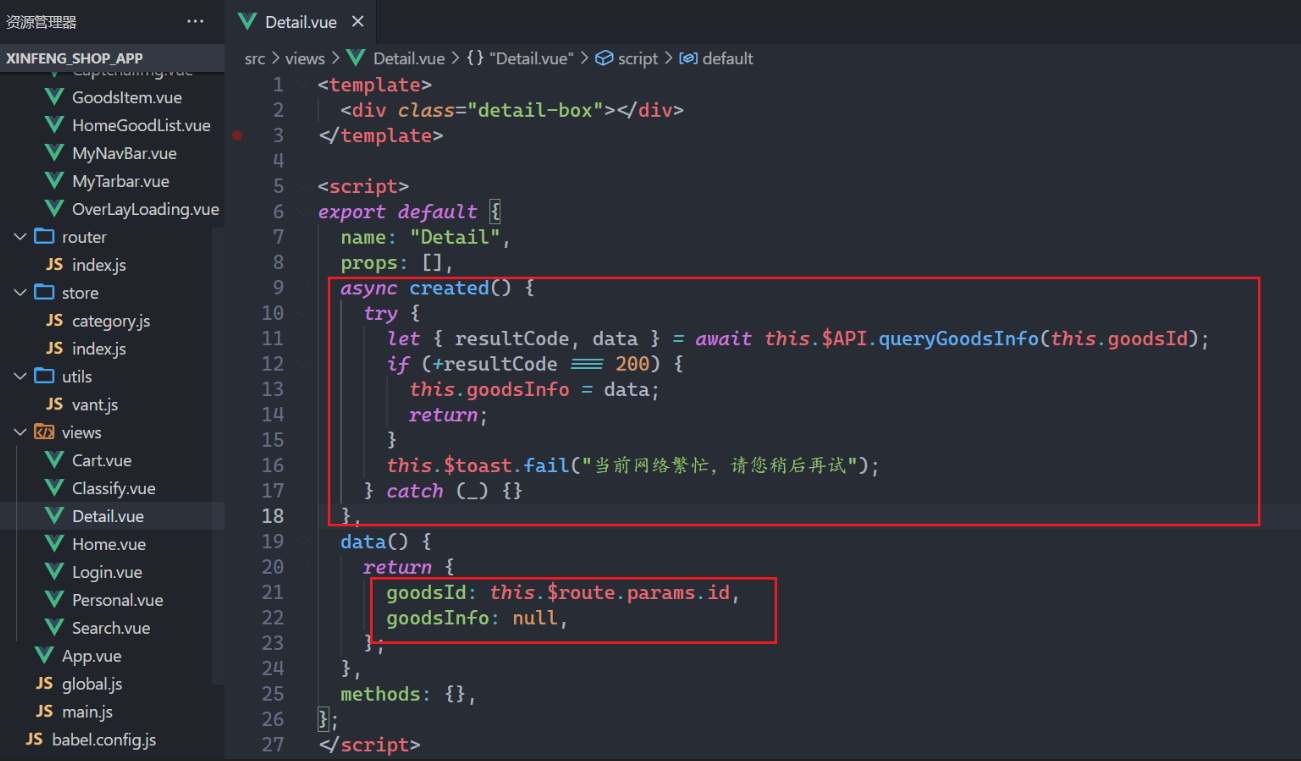 资源管理器 ···
XINFENG_SHOP_APP
CaptchaImg.vue
GoodsItem.vue
HomeGoodList.vue
MyNavBar.vue
MyTarbar.vue
OverLayLoading.vue
router
JS index.js
store
JS category.js
JS index.js
utils
JS vant.js
views
Cart.vue
Classify.vue
Detail.vue
Home.vue
Login.vue
Personal.vue
Search.vue
App.vue
JS global.js
JS main.js
JS babel.config.js
Detail.vue ×
src > views > Detail.vue > {} "Detail.vue" > script > default
1 <template>
2 <div class="detail-box"></div>
3 </template>
4
5 <script>
6 export default {
7 name: "Detail",
8 props: [],
9 async created() {
10 try {
11 let { resultCode, data } = await this.$API.queryGoodsInfo(this.goodsId);
12 if (+resultCode === 200) {
13 this.goodsInfo = data;
14 return;
15 }
16 this.$toast.fail("当前网络繁忙，请您稍后再试");
17 } catch (_) {}
18 },
19 data() {
20 return {
21 goodsId: this.$route.params.id,
22 goodsInfo: null,
23 };
24 },
25 methods: {},
26 };
27 </script>